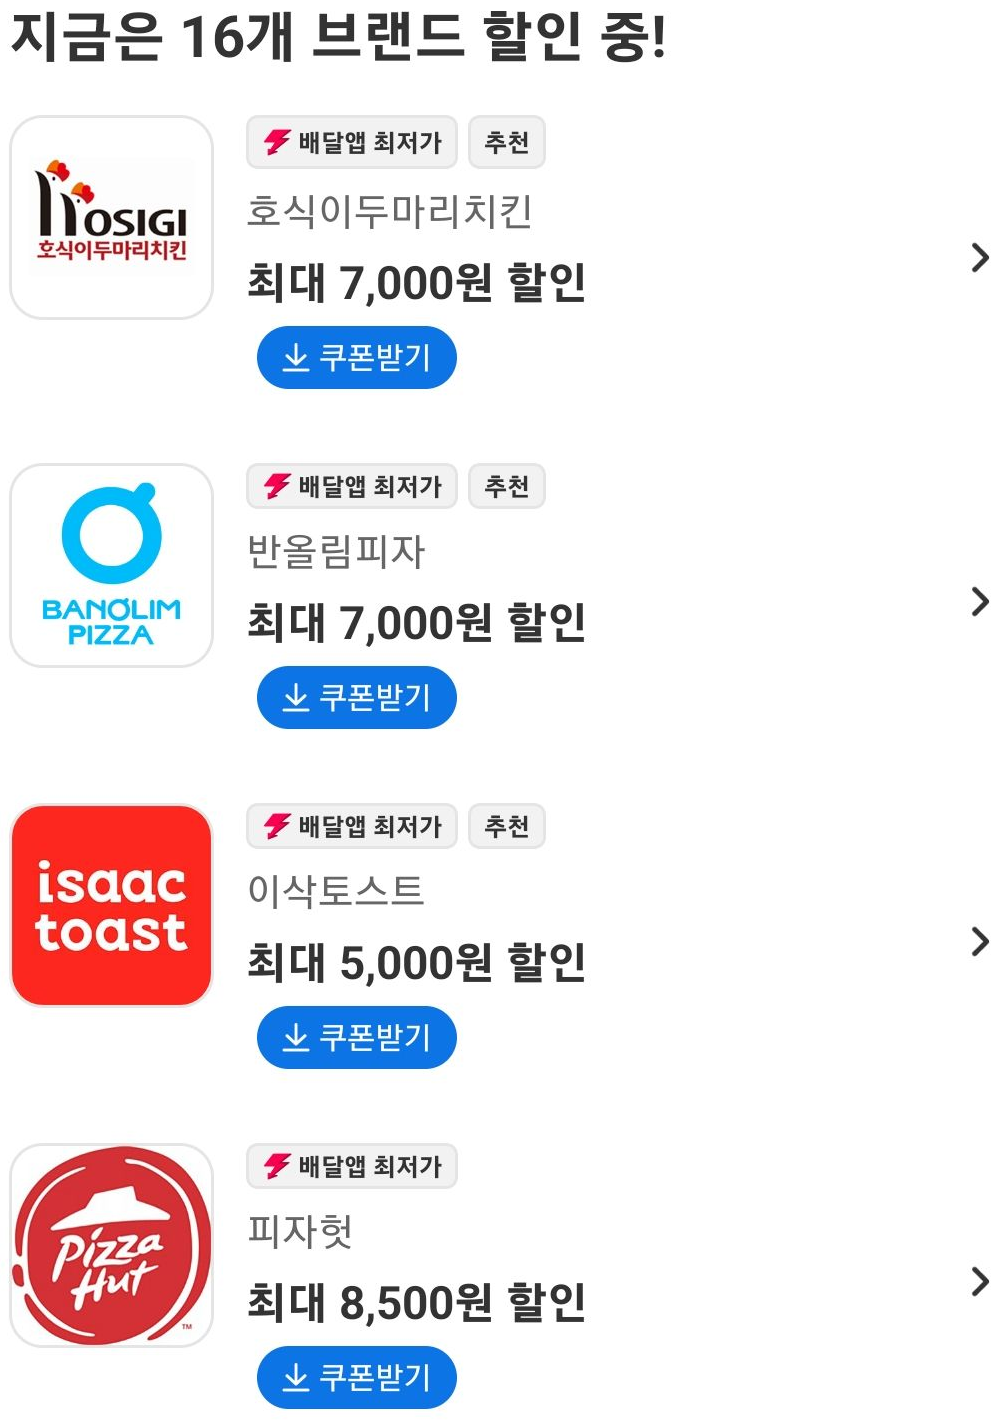 지금은 16개 브랜드 할인 중!
배달앱 최저가 추천
HOSIGI
호식이두마리치킨
호식이두마리치킨
최대 7,000원 할인
쿠폰받기
배달앱 최저가 추천
BANOLIM
PIZZA
반올림피자
최대 7,000원 할인
쿠폰받기
배달앱 최저가 추천
isaac
toast
이삭토스트
최대 5,000원 할인
쿠폰받기
배달앱 최저가
Pizza
Hut
TM
피자헛
최대 8,500원 할인
쿠폰받기